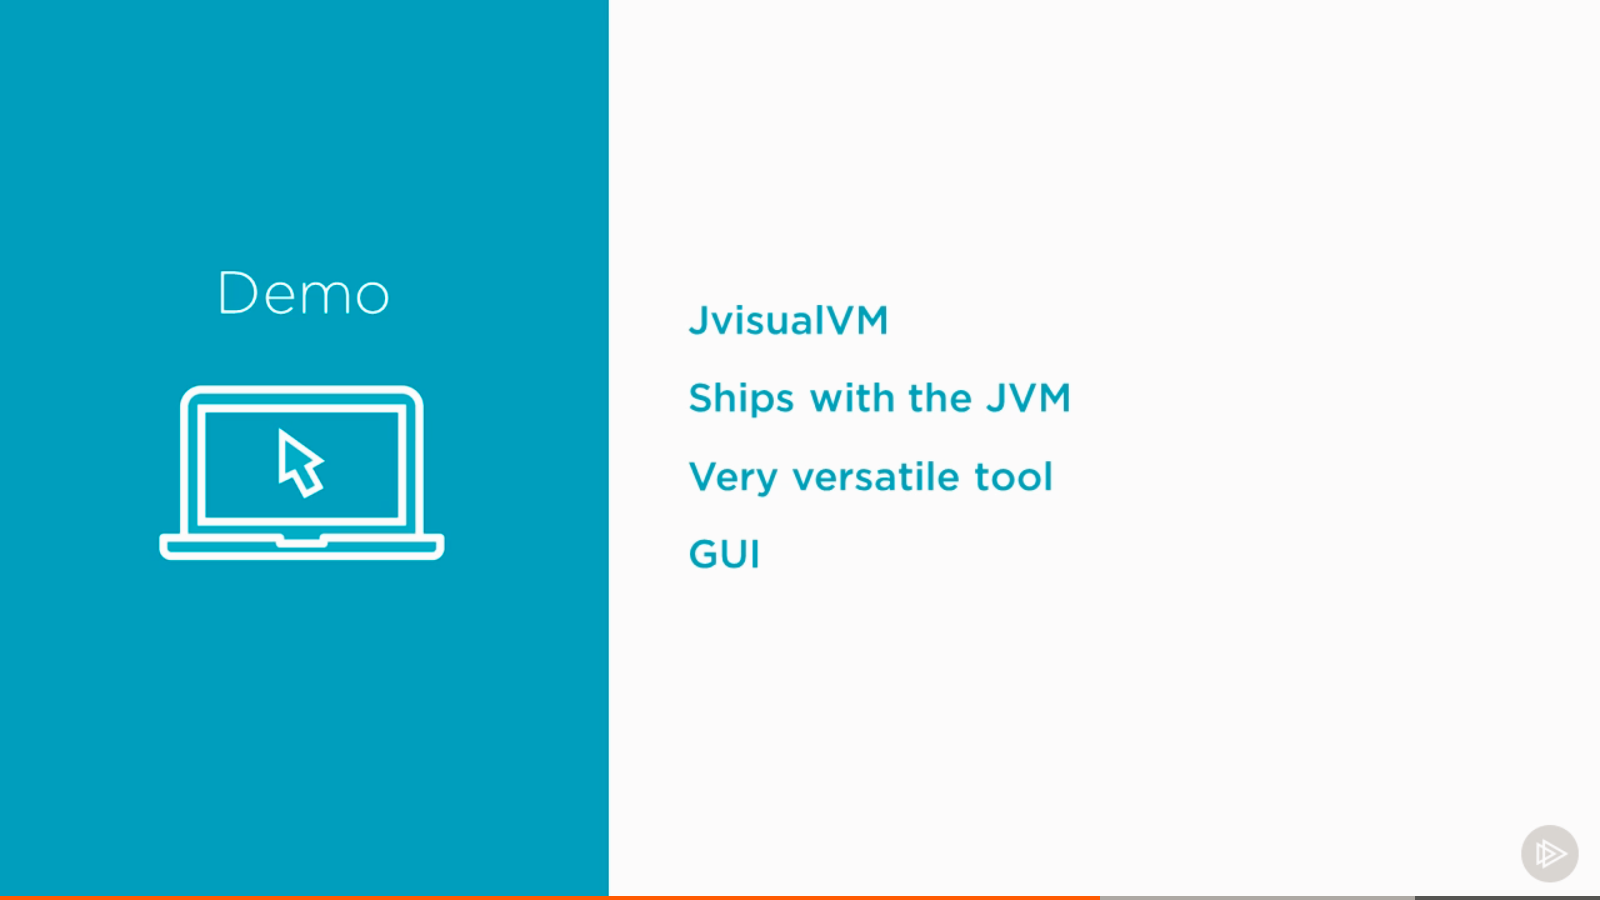 Demo
JvisualVM
Ships with the JVM
Very versatile tool
GUI